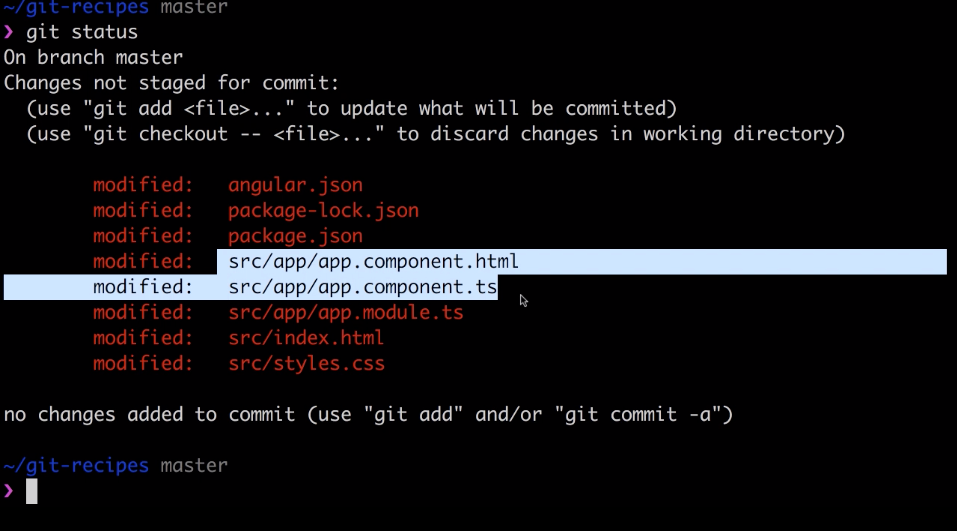 ~/git-recipes master
❯ git status
On branch master
Changes not staged for commit:
  (use "git add <file>..." to update what will be committed)
  (use "git checkout -- <file>..." to discard changes in working directory)
        modified:   angular.json
        modified:   package-lock.json
        modified:   package.json
        modified:   src/app/app.component.html
        modified:   src/app/app.component.ts
        modified:   src/app/app.module.ts
        modified:   src/index.html
        modified:   src/styles.css
no changes added to commit (use "git add" and/or "git commit -a")
~/git-recipes master
❯